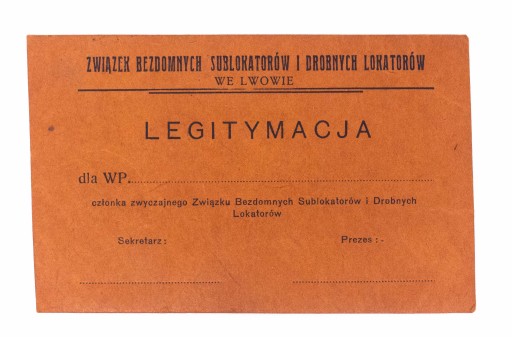 ZWIĄZEK BEZDOMNYCH SUBLOKATORÓW I DROBNYCH LOKATORÓW
WE LWOWIE
LEGITYMACJA
dla WP.
członka zwyczajnego Związku Bezdomnych Sublokatorów i Drobnych
Lokatorów
Sekretarz: Prezes: -